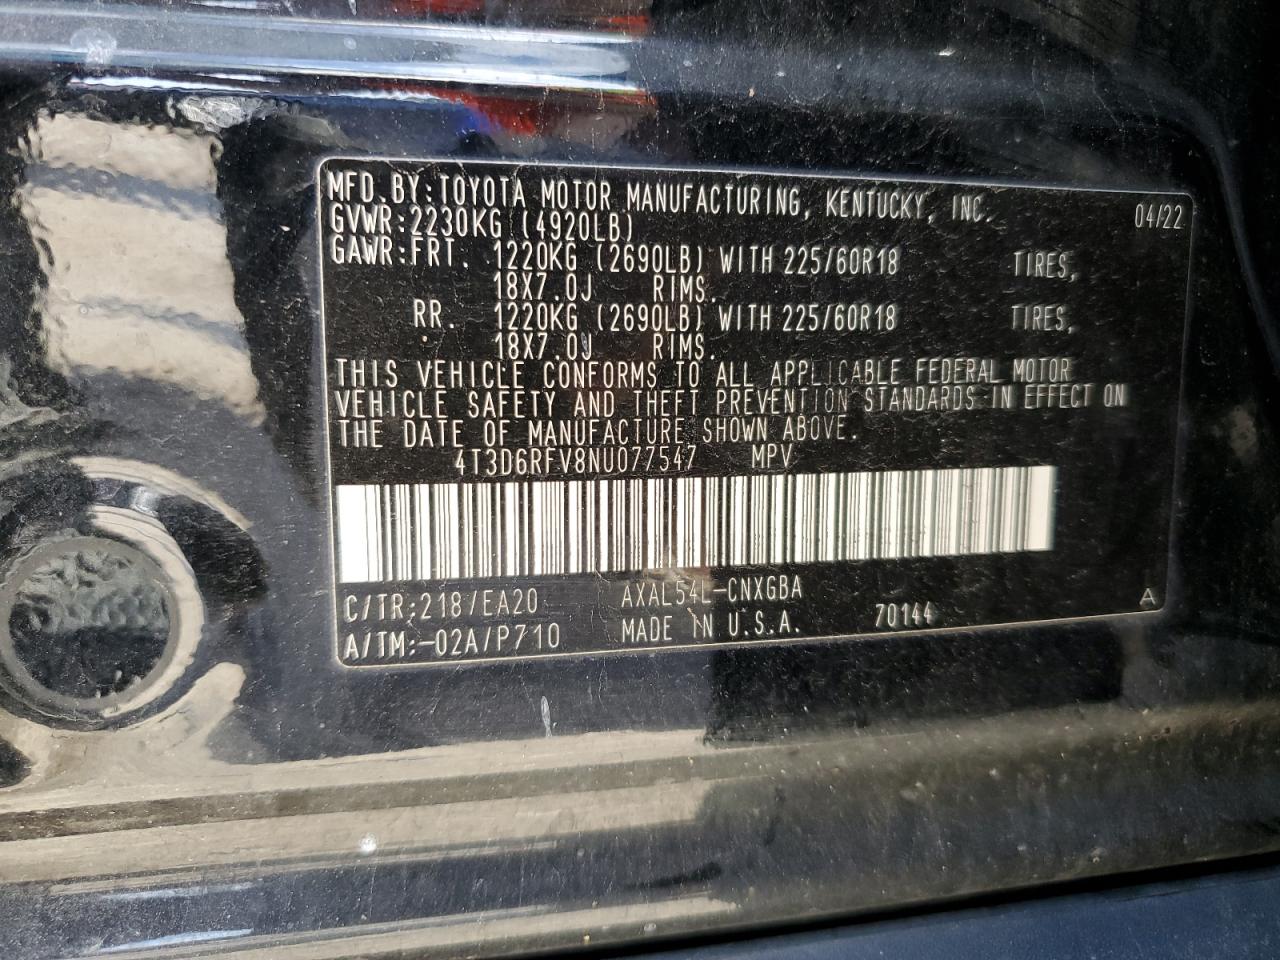 MFD.BY:TOYOTA MOTOR MANUFACTURING, KENTUCKY, INC. 04/22
GVWR:2230KG (4920LB)
GAWR:FRT. 1220KG (2690LB) WITH 225/60R18 TIRES,
18X7.0J RIMS.
RR. 1220KG (2690LB) WITH 225/60R18 TIRES,
18X7.0J RIMS.
THIS VEHICLE CONFORMS TO ALL APPLICABLE FEDERAL MOTOR
VEHICLE SAFETY AND THEFT PREVENTION STANDARDS IN EFFECT ON
THE DATE OF MANUFACTURE SHOWN ABOVE.
4T3D6RFV8NU077547 MPV
C/TR:218/EA20 AXAL54L-CNXGBA
A/TM:-02A/P710 MADE IN U.S.A. 70144 A